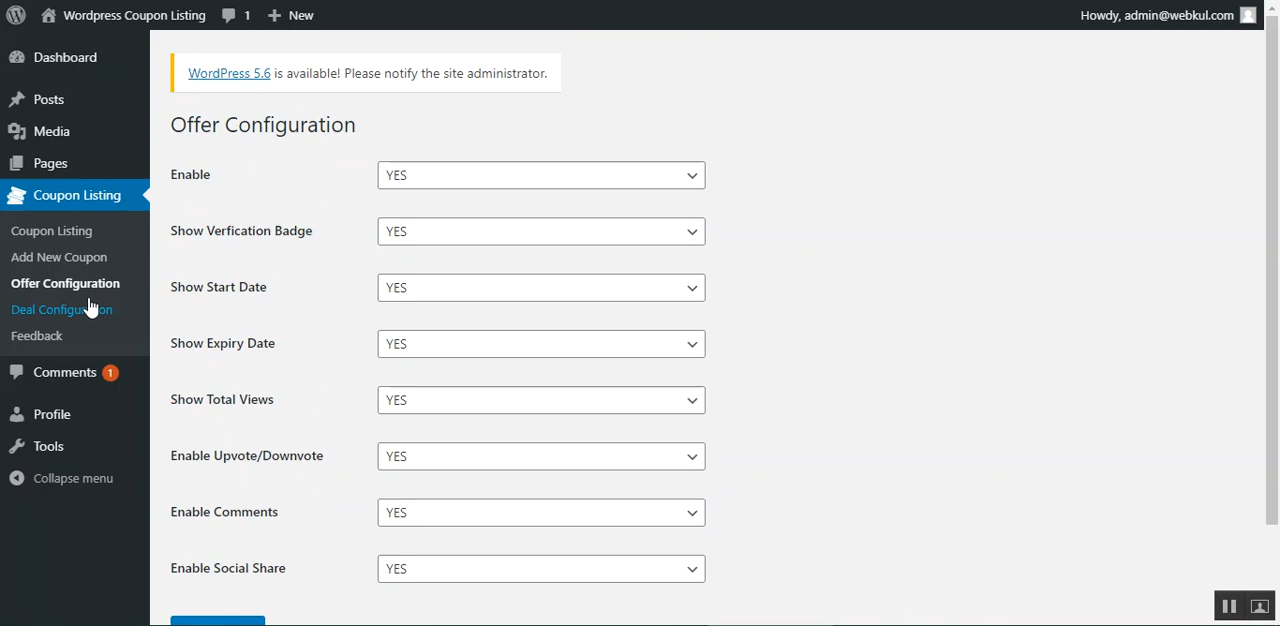 Wordpress Coupon Listing 1 New Howdy, admin@webkul.com
Dashboard
Posts
Media
Pages
Coupon Listing
Coupon Listing
Add New Coupon
Offer Configuration
Deal Configuration
Feedback
Comments 1
Profile
Tools
Collapse menu
WordPress 5.6 is available! Please notify the site administrator.
Offer Configuration
Enable YES
Show Verfication Badge YES
Show Start Date YES
Show Expiry Date YES
Show Total Views YES
Enable Upvote/Downvote YES
Enable Comments YES
Enable Social Share YES